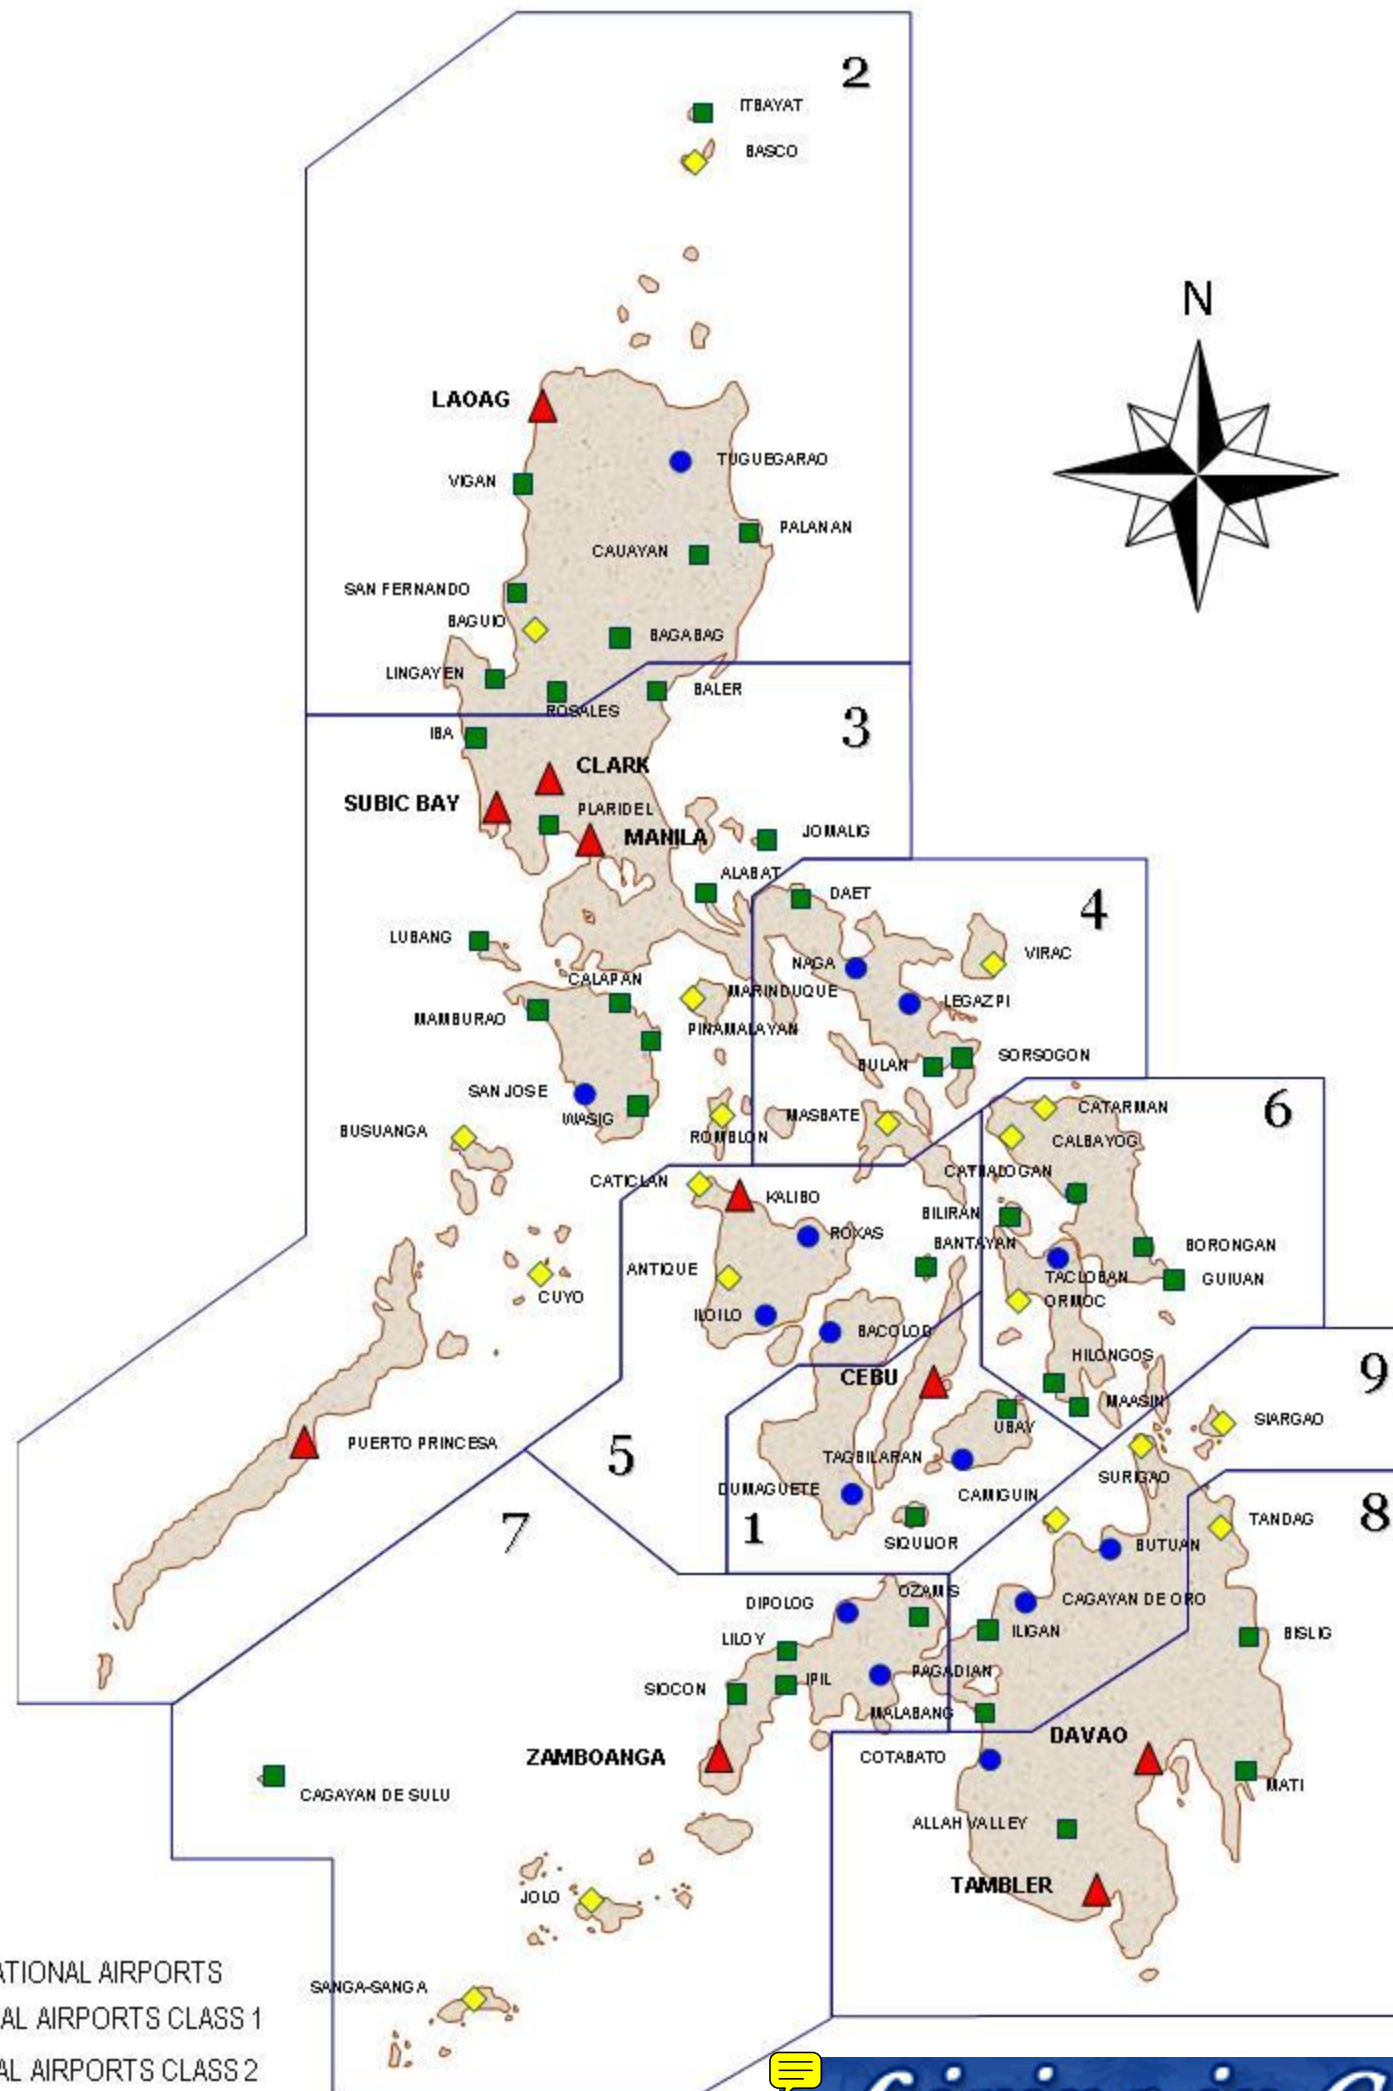 2
ITBAYAT
BASCO
N
LAOAG
TUGUEGARAO
VIGAN
PALANAN
CAUAYAN
SAN FERNANDO
BAGUIO
BAGABAG
LINGAYEN
BALER
ROSALES
IBA
3
CLARK
SUBIC BAY
PLARIDEL
MANILA
JOMALIG
ALABAT
DAET
4
LUBANG
VIRAC
NAGA
CALAPAN
MARINDUQUE
LEGAZPI
MAMBURAO
PINAMALAYAN
SORSOGON
BULAN
SAN JOSE
WASIG
MASBATE
CATARMAN
6
BUSUANGA
ROMBLON
CALBAYOG
CATBALOGAN
CATICLAN
KALIBO
BILIRAN
ROXAS
BANTAYAN
BORONGAN
ANTIQUE
TACLOBAN
GUIUAN
CUYO
ORMOC
ILOILO
BACOLOD
HILONGOS
9
CEBU
MAASIN
SIARGAO
UBAY
PUERTO PRINCESA
5
TAGBILARAN
SURIGAO
DUMAGUETE
CAMIGUIN
7
1
TANDAG
8
SIQUIJOR
BUTUAN
OZAMIS
DIPOLOG
CAGAYAN DE ORO
LILOY
ILIGAN
BISLIG
PAGADIAN
IPIL
SIOCON
MALABANG
DAVAO
ZAMBOANGA
COTABATO
MATI
CAGAYAN DE SULU
ALLAH VALLEY
TAMBLER
JOLO
ATIONAL AIRPORTS
SANGA-SANGA
AL AIRPORTS CLASS 1
AL AIRPORTS CLASS 2